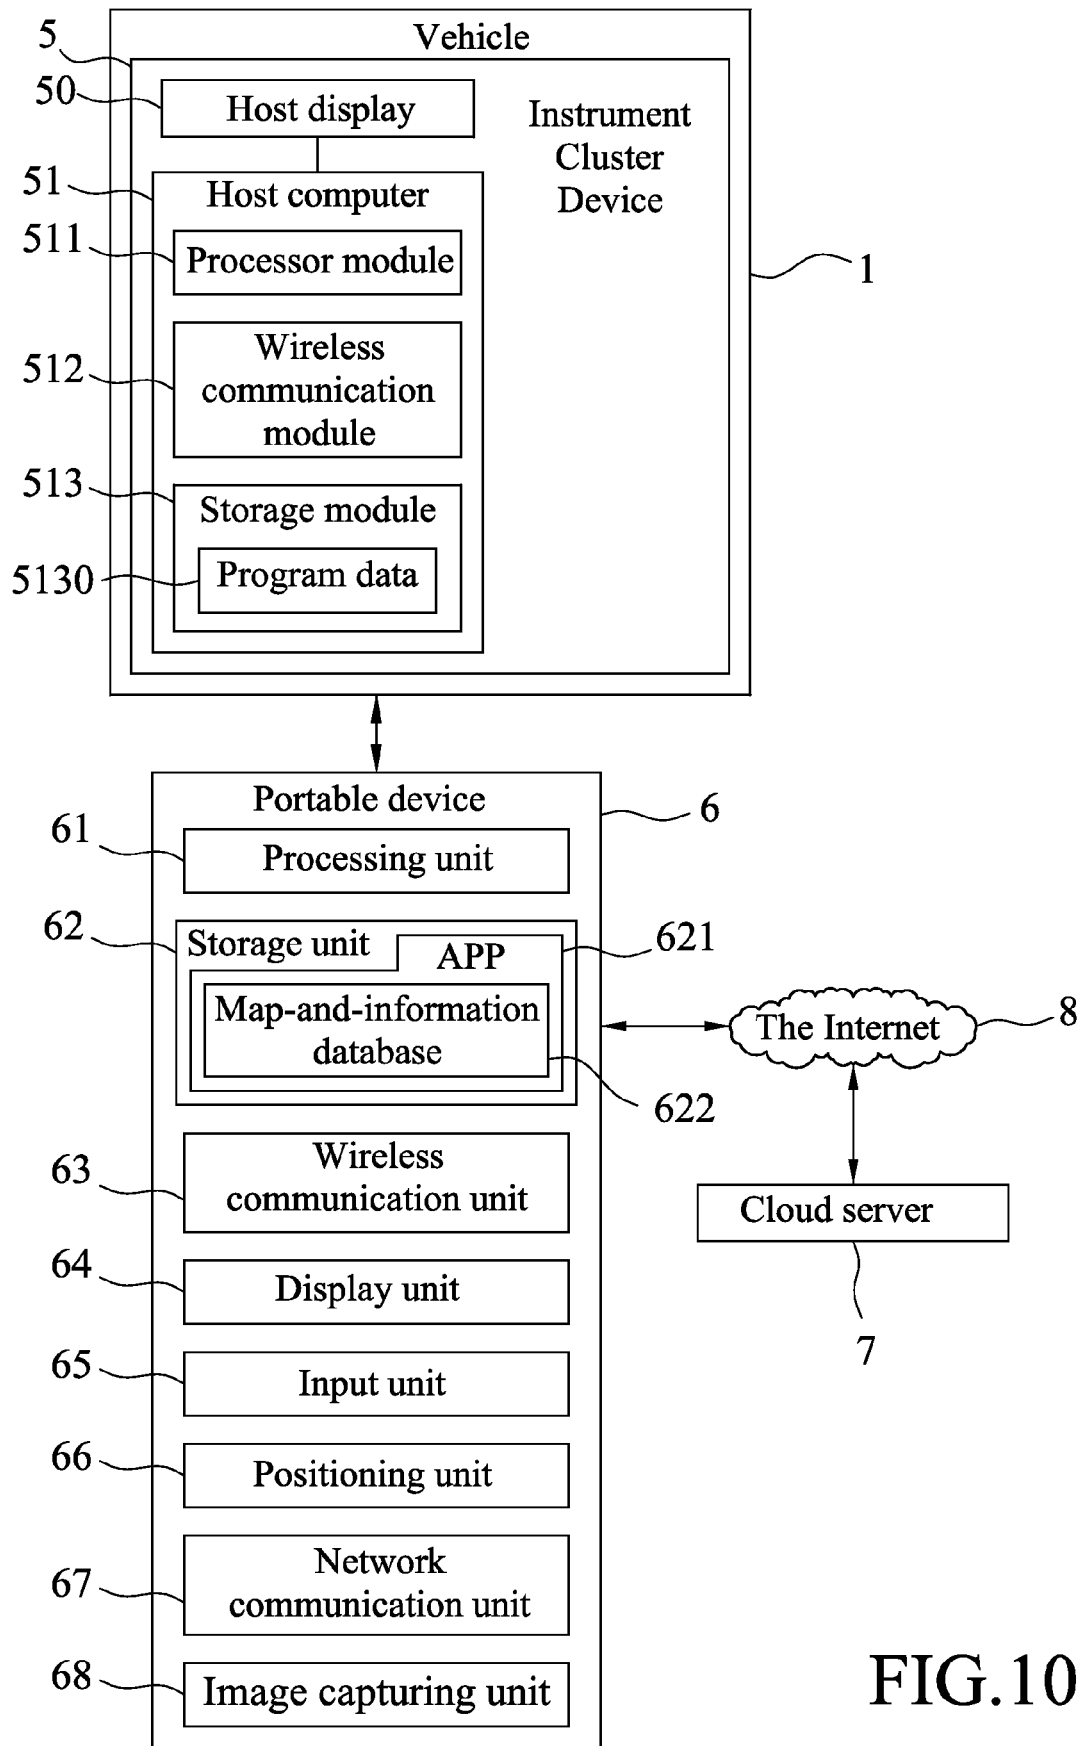 Vehicle
5
50
Host display
Instrument
Cluster
Device
51
Host computer
511
Processor module
1
512
Wireless
communication
module
513
Storage module
5130
Program data
Portable device
6
61
Processing unit
62
Storage unit
APP
621
Map-and-information
database
622
The Internet
8
63
Wireless
communication unit
Cloud server
7
64
Display unit
65
Input unit
66
Positioning unit
67
Network
communication unit
68
Image capturing unit
FIG.10